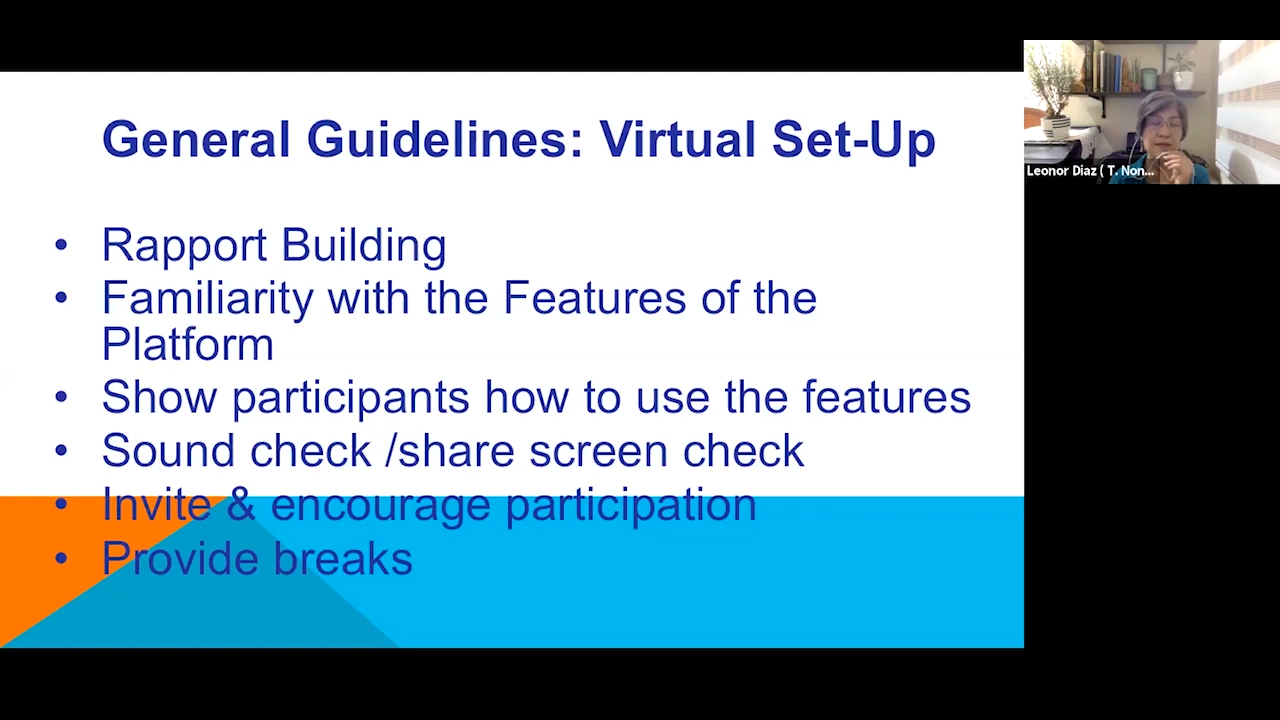 General Guidelines: Virtual Set-Up
• Rapport Building
• Familiarity with the Features of the
Platform
• Show participants how to use the features
• Sound check /share screen check
• Invite & encourage participation
• Provide breaks
Leonor Diaz ( T. Non...